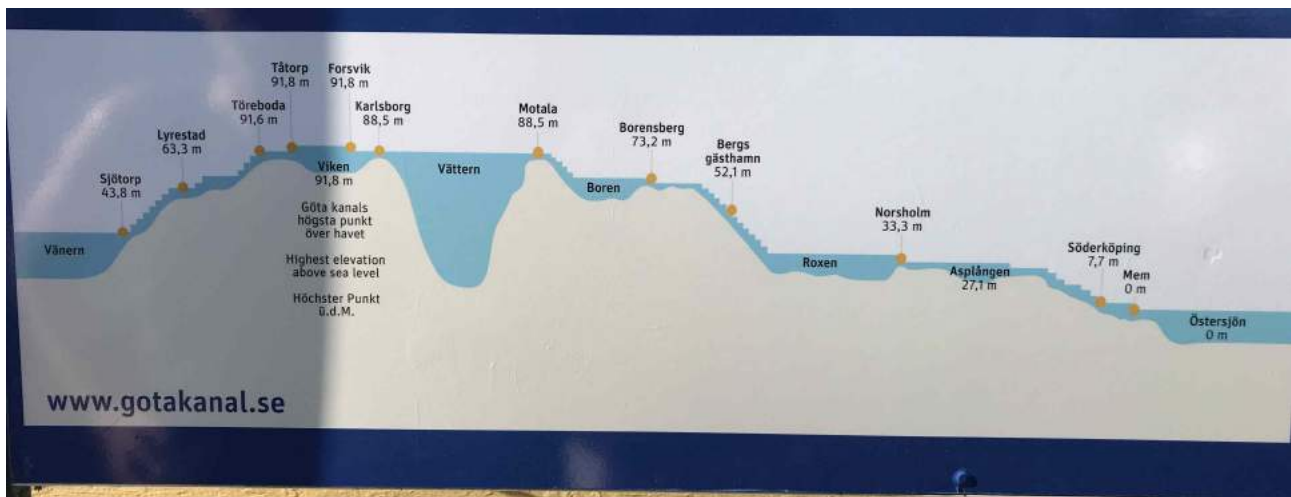 Tåtorp
91,8 m
Forsvik
91,8 m
Töreboda
91,6 m
Karlsborg
88,5 m
Motala
88,5 m
Lyrestad
63,3 m
Borensberg
73,2 m
Bergs
gästhamn
52,1 m
Sjötorp
43,8 m
Viken
91,8 m
Vättern
Boren
Norsholm
33,3 m
Vänern
Göta kanals
högsta punkt
över havet
Highest elevation
above sea level
Höchster Punkt
ü.d.M.
Roxen
Asplången
27,1 m
Söderköping
7,7 m
Mem
0 m
Östersjön
0 m
www.gotakanal.se